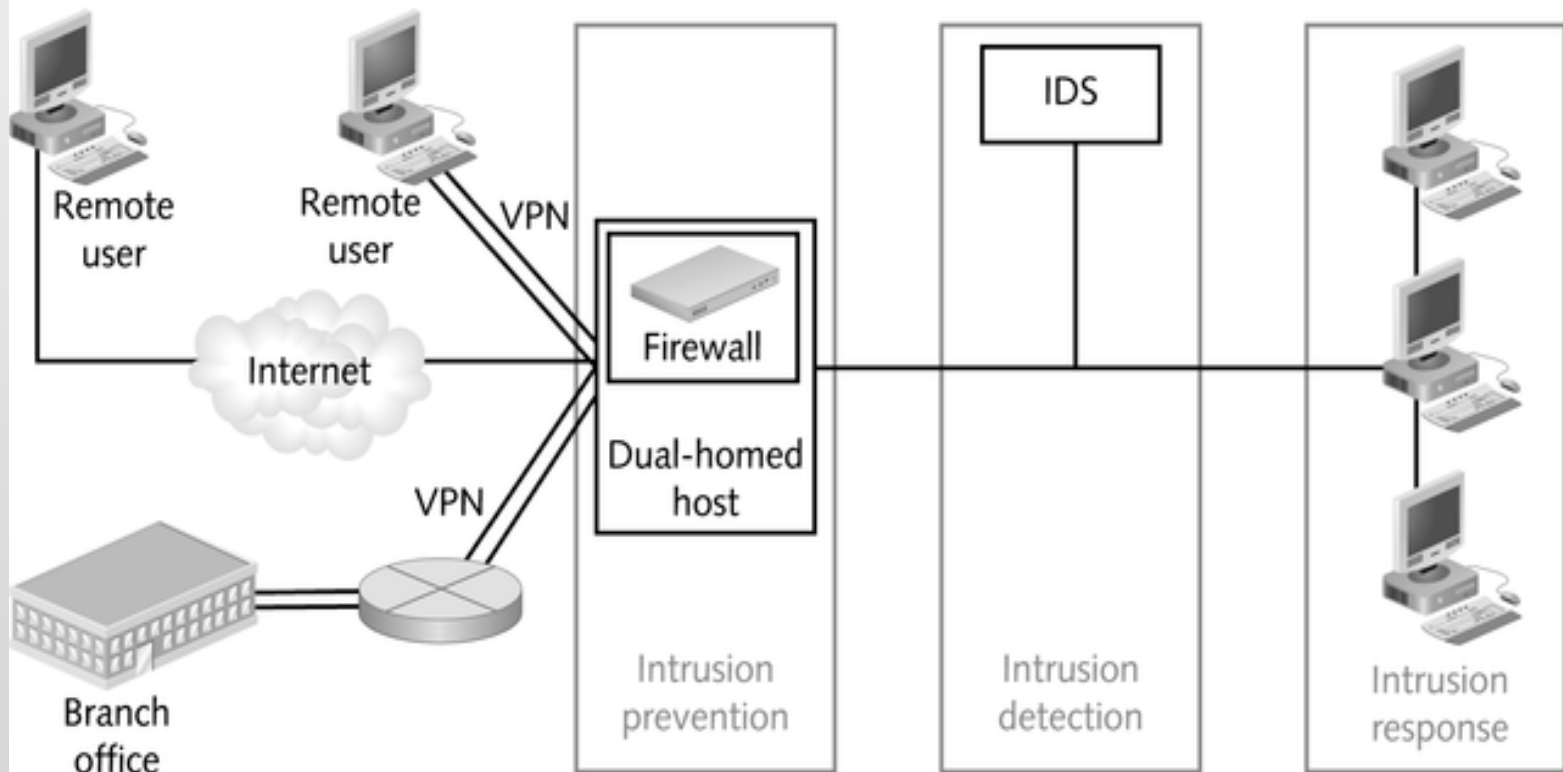 Remote
user
Remote
user
VPN
Internet
VPN
Branch
office
Firewall
Dual-homed
host
Intrusion
prevention
IDS
Intrusion
detection
Intrusion
response